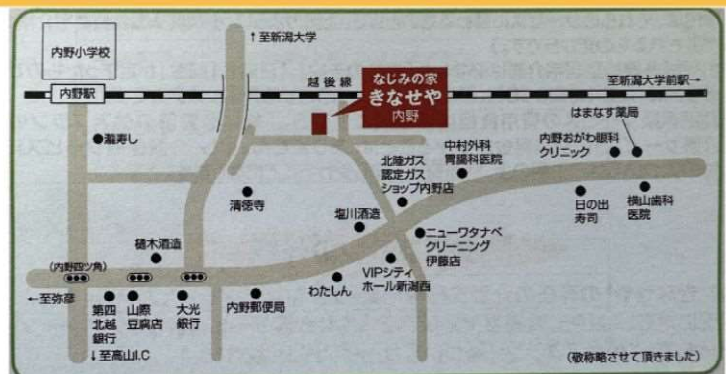 内野小学校
内野駅
↑至新潟大学
越後線
なじみの家
きなせや
内野
至新潟大学前駅→
はまなす薬局
内野おがわ眼科
クリニック
中村外科
胃腸科医院
北陸ガス
認定ガス
ショップ内野店
●灘寿し
清徳寺
塩川酒造
日の出
寿司
横山歯科
医院
樋木酒造
ニューワタナベ
クリーニング
伊藤店
(内野四ツ角)
VIPシティ
ホール新潟西
わたしん
←至弥彦
第四
北越
銀行
山際
豆腐店
大光
銀行
内野郵便局
↓至高山I.C
(敬称略させて頂きました)